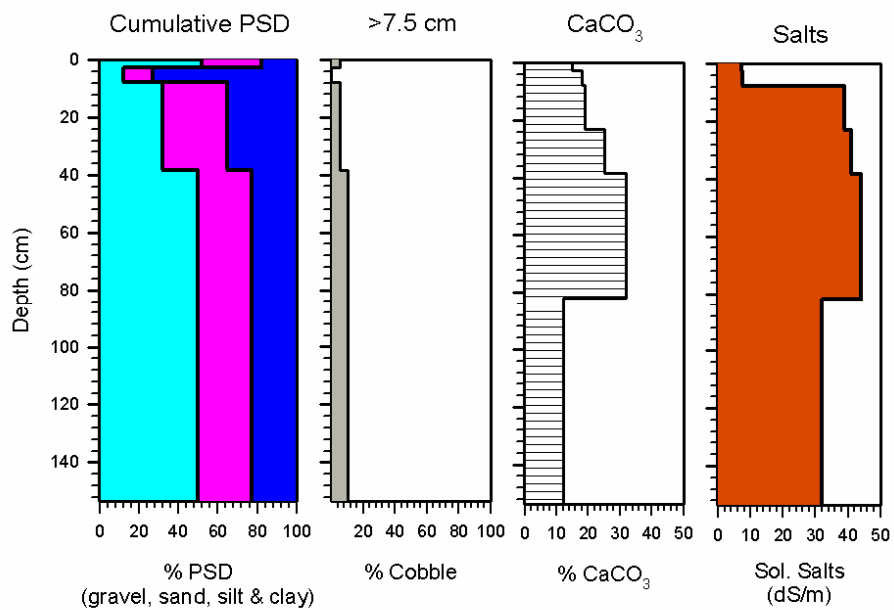 Cumulative PSD
>7.5 cm
CaCO3
Salts
Depth (cm)
0
20
40
60
80
100
120
140
0 20 40 60 80 100
0 20 40 60 80 100
0 10 20 30 40 50
0 10 20 30 40 50
% PSD
(gravel, sand, silt & clay)
% Cobble
% CaCO3
Sol. Salts
(dS/m)